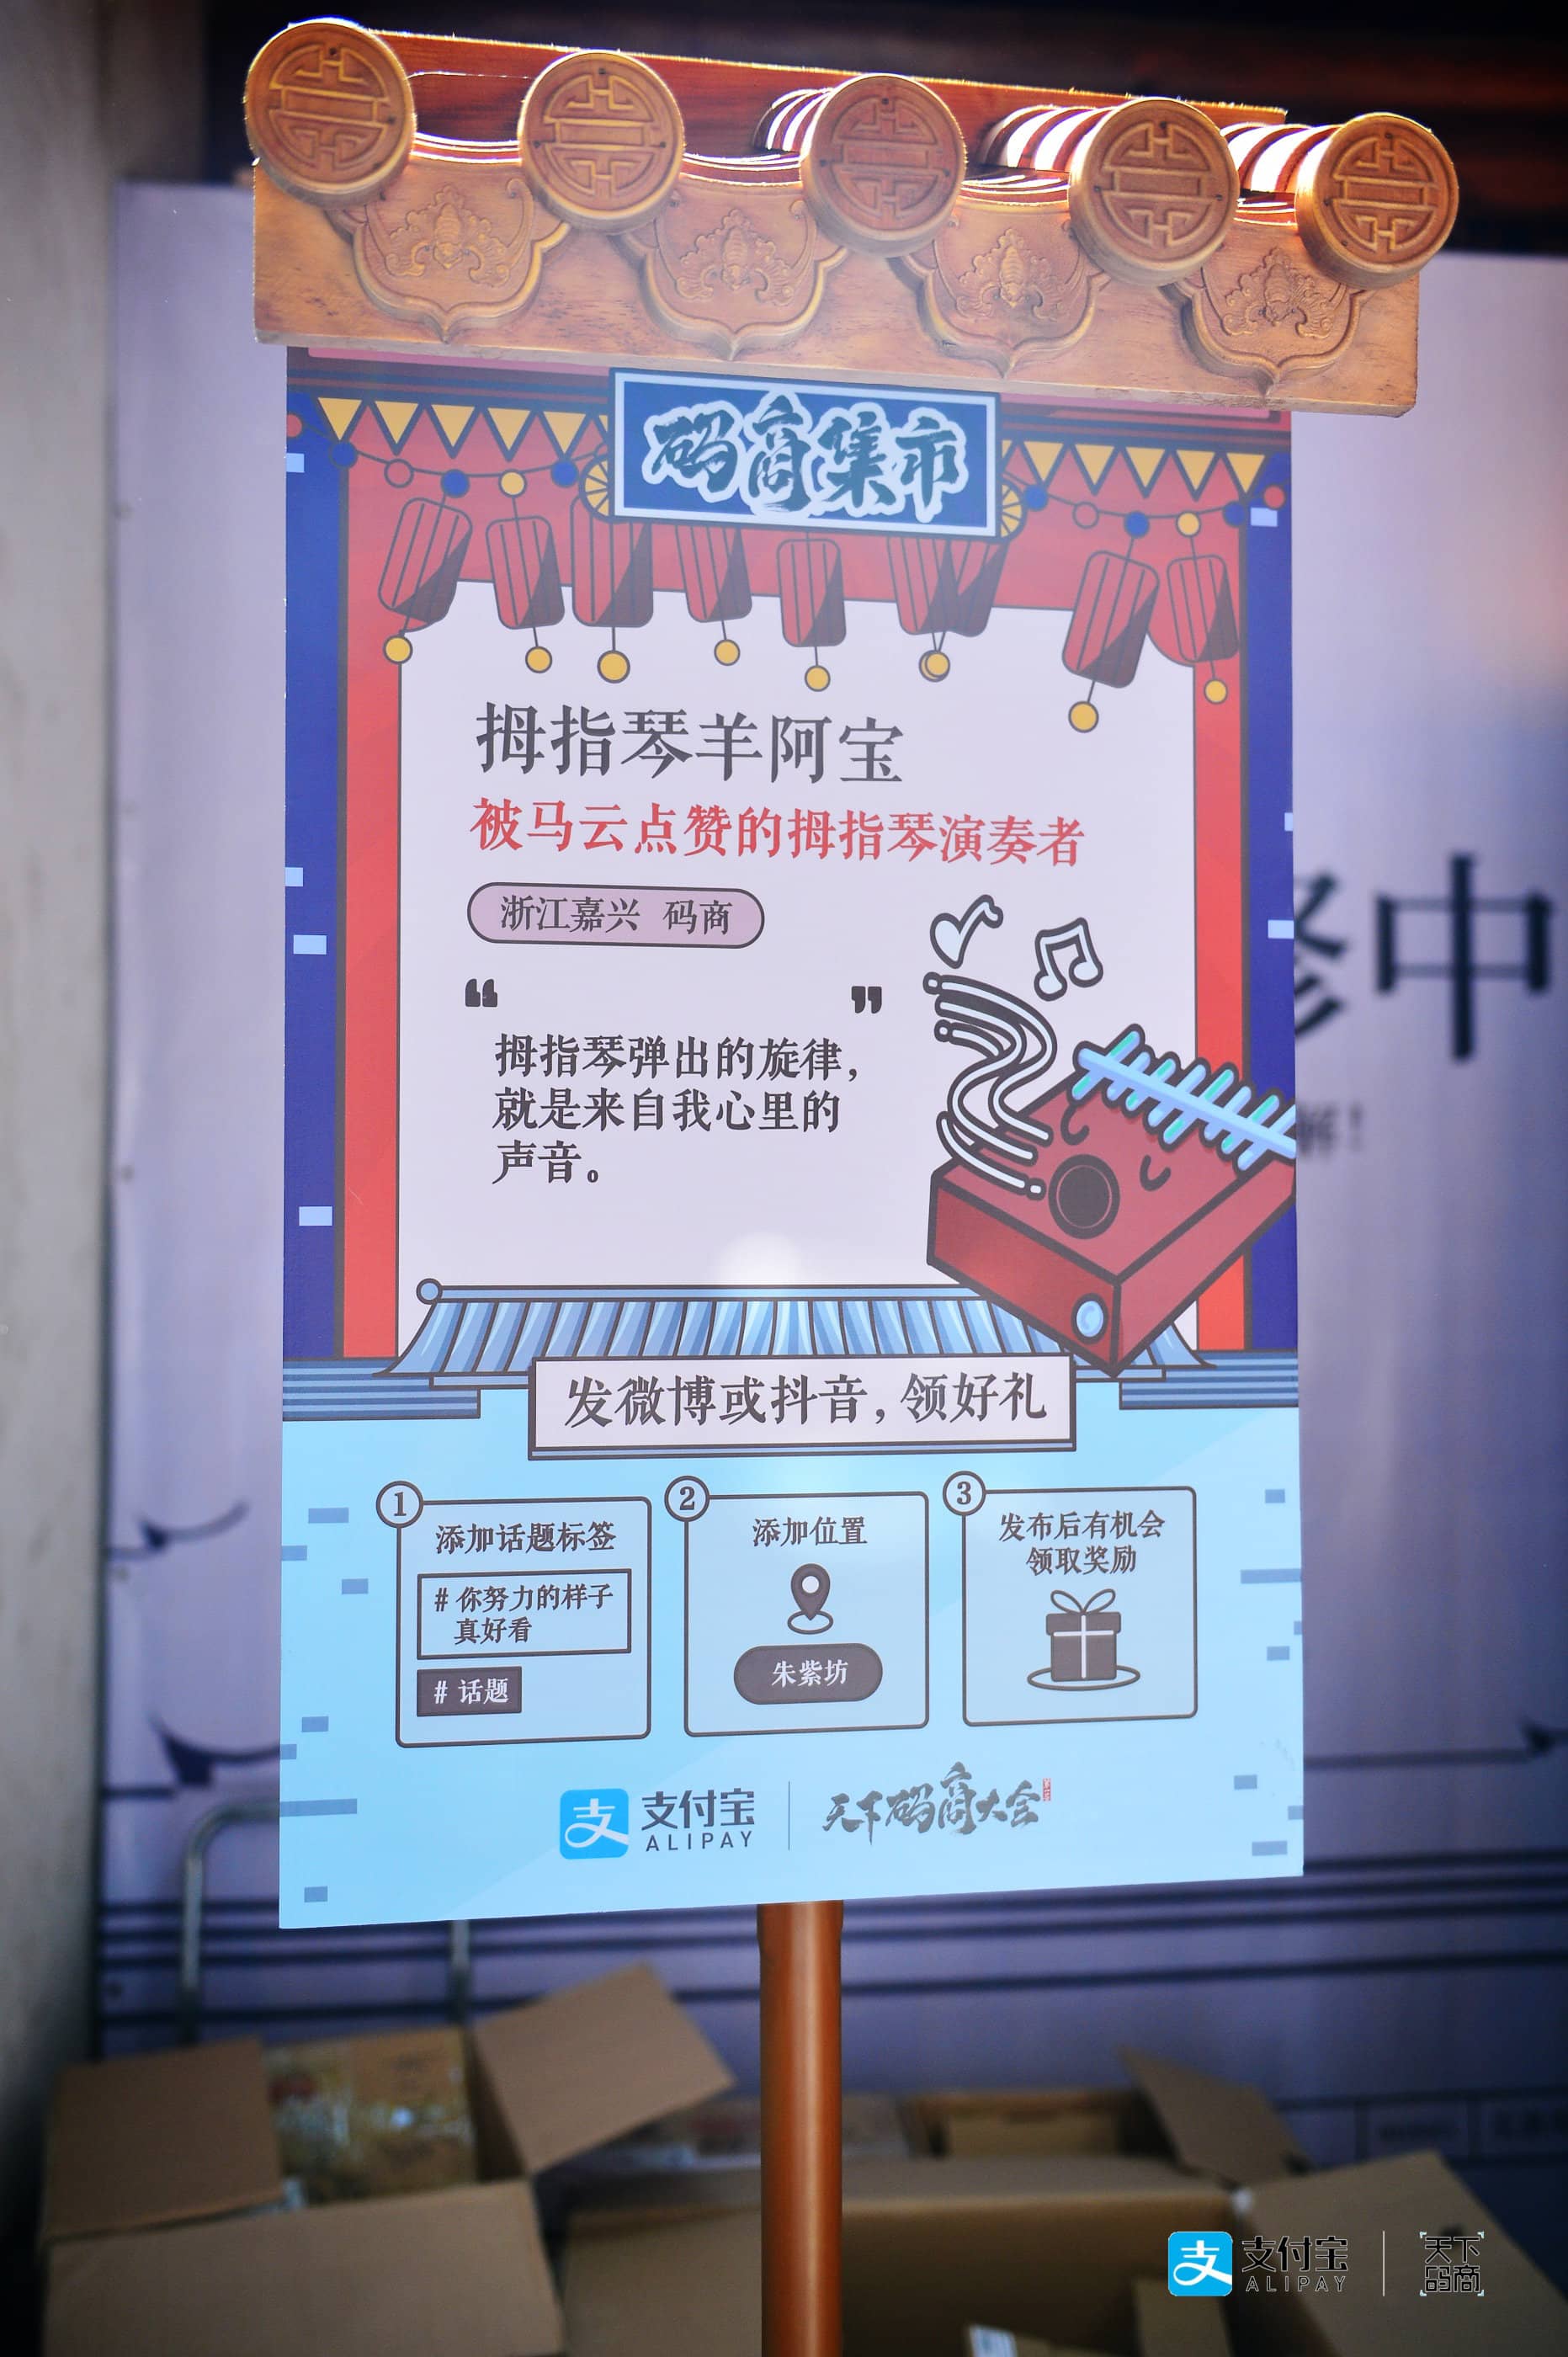 码商集市
拇指琴羊阿宝
被马云点赞的拇指琴演奏者
浙江嘉兴 码商
“ ”
拇指琴弹出的旋律，
就是来自我心里的
声音。
发微博或抖音，领好礼
1
添加话题标签
# 你努力的样子
真好看
# 话题
2
添加位置
朱紫坊
3
发布后有机会
领取奖励
支 支付宝
ALIPAY
天下码商大会
中
解！
支 支付宝
ALIPAY
天下
码商